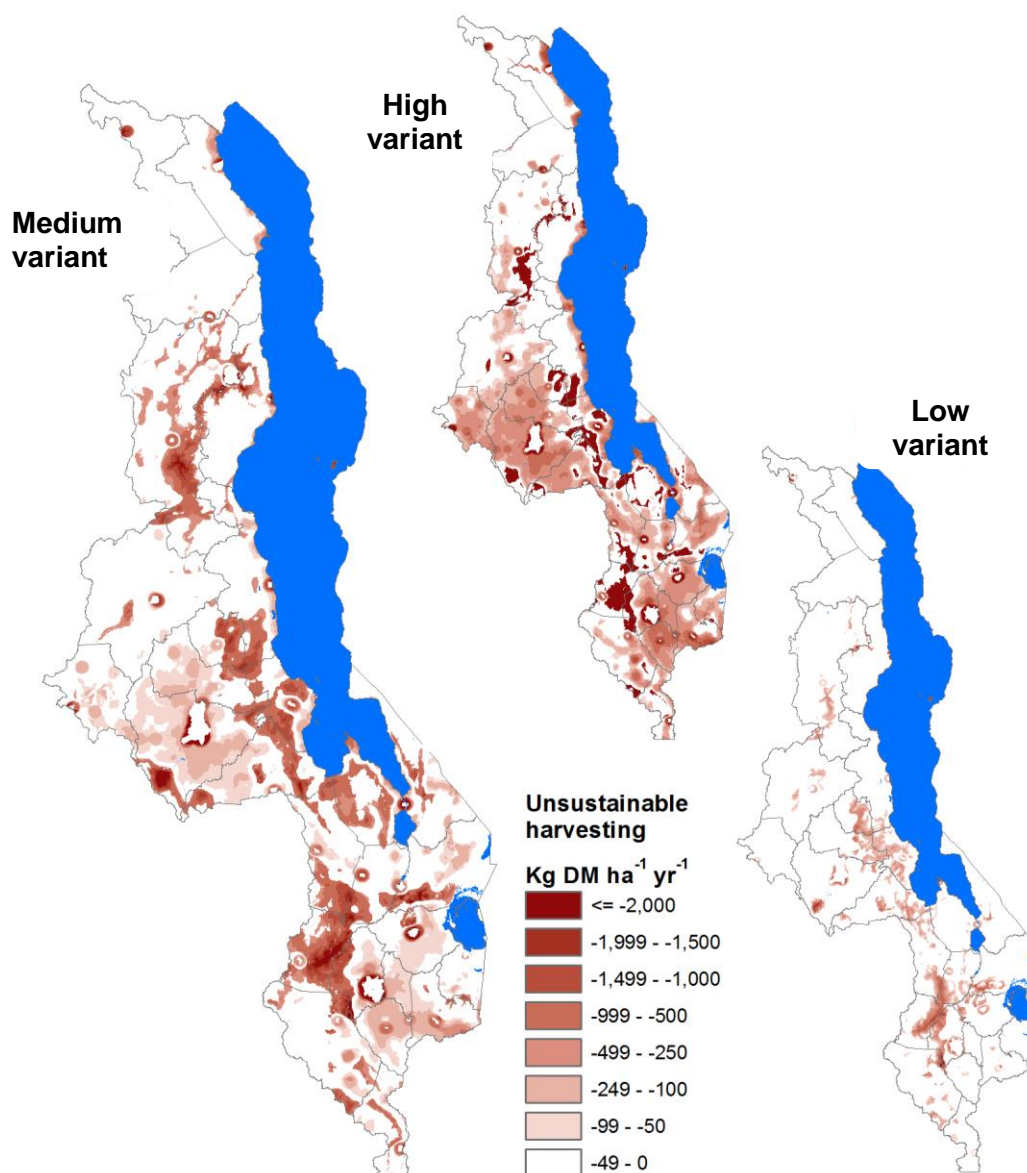 High
variant
Medium
variant
Low
variant
Unsustainable
harvesting
Kg DM ha⁻¹ yr⁻¹
<= -2,000
-1,999 - -1,500
-1,499 - -1,000
-999 - -500
-499 - -250
-249 - -100
-99 - -50
-49 - 0